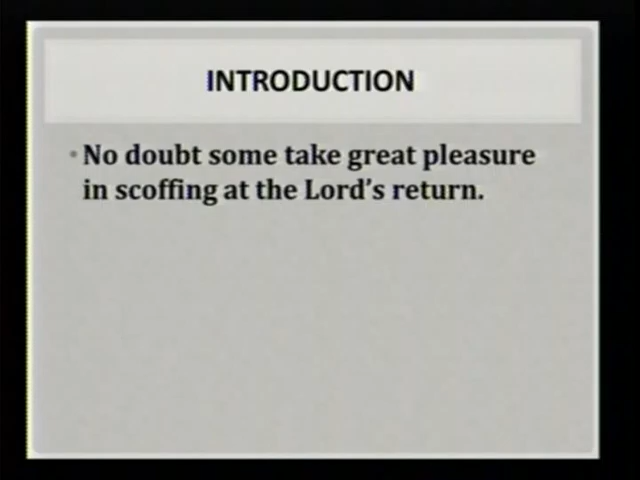 INTRODUCTION
• No doubt some take great pleasure
in scoffing at the Lord’s return.